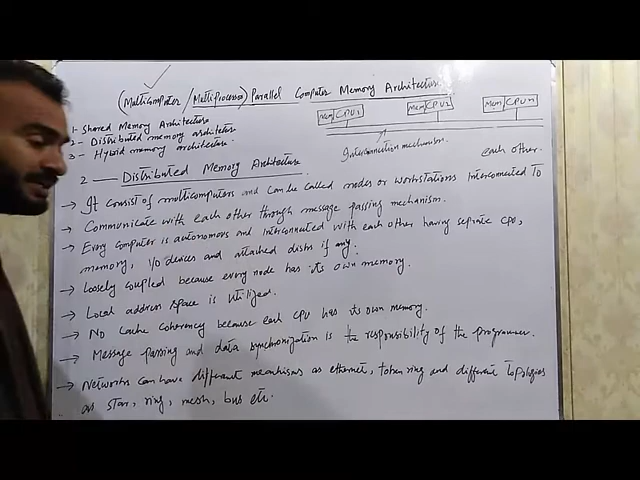 (Multicomputer / Multiprocessor) Parallel Computer Memory Architecture
Mem CPU1 Mem CPU2 Mem CPUn
Interconnection mechanism.
1- Shared Memory Architecture
2- Distributed memory architecture
3- Hybrid memory architecture.
2 — Distributed Memory Architecture
each other.
→ It consist of multicomputers and can be called nodes or workstations interconnected to
→ Communicate with each other through message passing mechanism.
→ Every computer is autonomous and interconnected with each other having seprate CPU,
memory, I/O devices and attached disks if any.
→ Loosely coupled because every node has its own memory.
→ Local address space is utilized.
→ No cache coherency because each CPU has its own memory.
→ Message passing and data synchronization is the responsibility of the programmer.
→ Networks can have different mechanisms as ethernet, token ring and different topologies
as star, ring, mesh, bus etc.